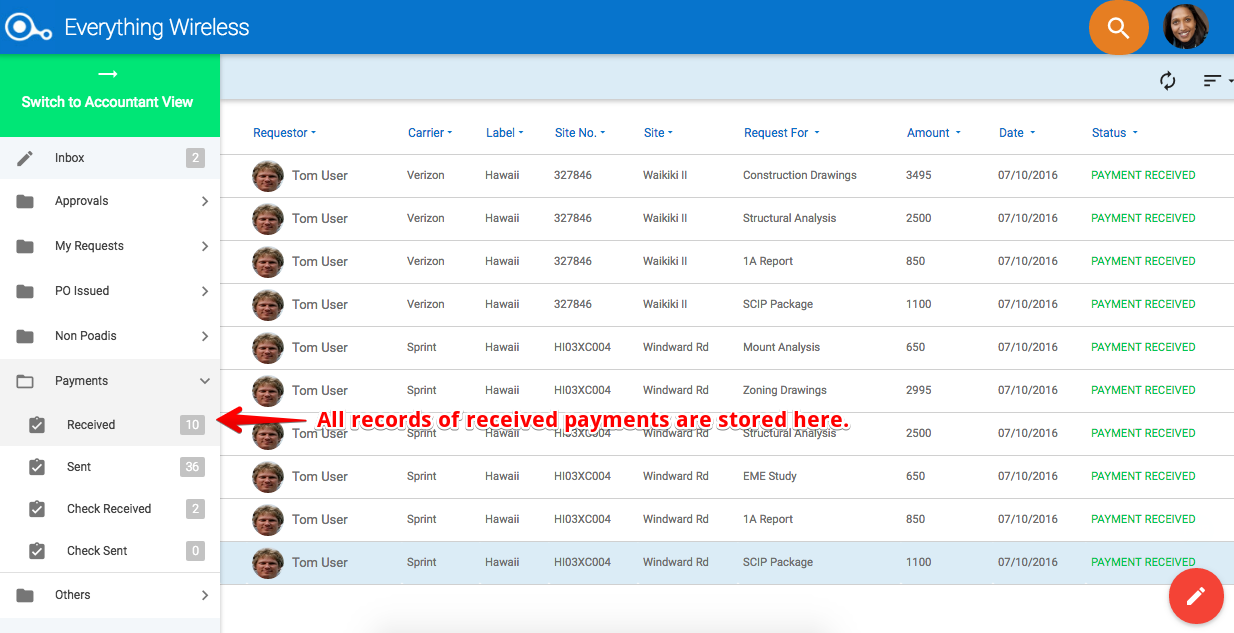 Everything Wireless
Switch to Accountant View
Inbox 2
Approvals
My Requests
PO Issued
Non Poadis
Payments
Received 10
Sent 36
Check Received 2
Check Sent 0
Others
Requestor Carrier Label Site No. Site Request For Amount Date Status
Tom User Verizon Hawaii 327846 Waikiki II Construction Drawings 3495 07/10/2016 PAYMENT RECEIVED
Tom User Verizon Hawaii 327846 Waikiki II Structural Analysis 2500 07/10/2016 PAYMENT RECEIVED
Tom User Verizon Hawaii 327846 Waikiki II 1A Report 850 07/10/2016 PAYMENT RECEIVED
Tom User Verizon Hawaii 327846 Waikiki II SCIP Package 1100 07/10/2016 PAYMENT RECEIVED
Tom User Sprint Hawaii HI03XC004 Windward Rd Mount Analysis 650 07/10/2016 PAYMENT RECEIVED
Tom User Sprint Hawaii HI03XC004 Windward Rd Zoning Drawings 2995 07/10/2016 PAYMENT RECEIVED
All records of received payments are stored here.
Tom User Sprint Hawaii HI03XC004 Windward Rd Structural Analysis 2500 07/10/2016 PAYMENT RECEIVED
Tom User Sprint Hawaii HI03XC004 Windward Rd EME Study 650 07/10/2016 PAYMENT RECEIVED
Tom User Sprint Hawaii HI03XC004 Windward Rd 1A Report 850 07/10/2016 PAYMENT RECEIVED
Tom User Sprint Hawaii HI03XC004 Windward Rd SCIP Package 1100 07/10/2016 PAYMENT RECEIVED